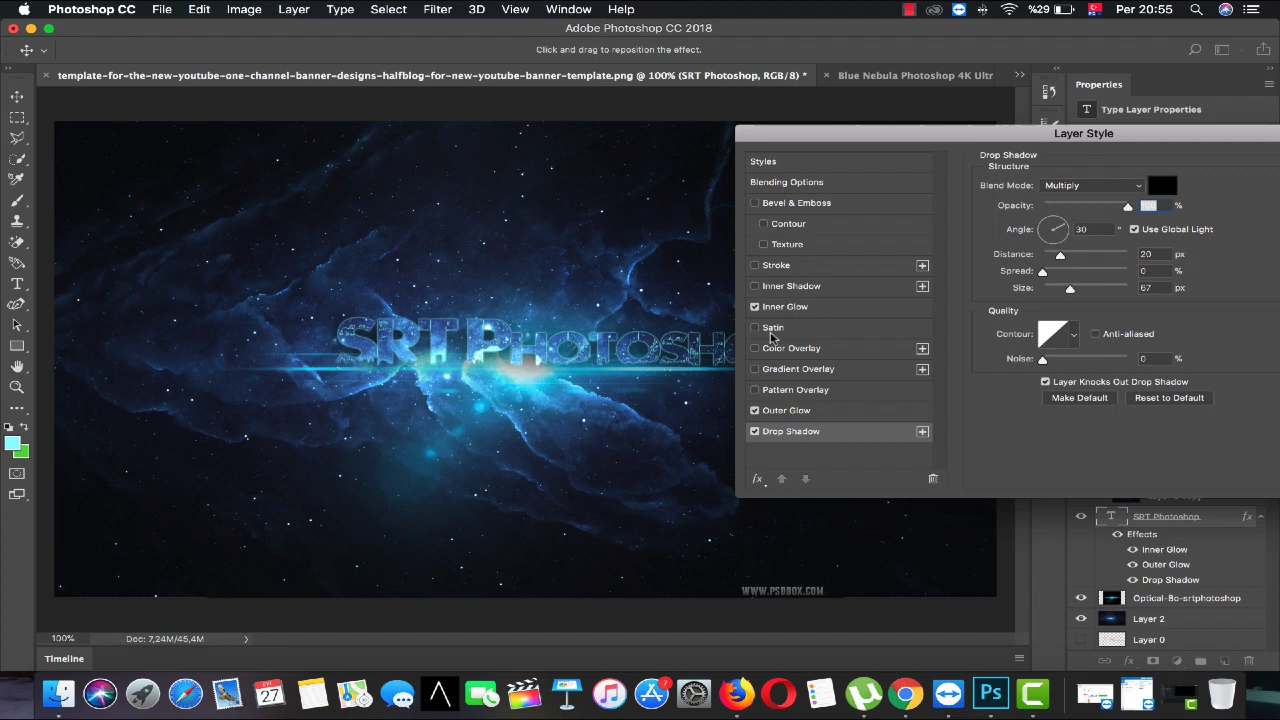 Photoshop CC File Edit Image Layer Type Select Filter 3D View Window Help %29 Per 20:55
Adobe Photoshop CC 2018
Click and drag to reposition the effect.
template-for-the-new-youtube-one-channel-banner-designs-halfblog-for-new-youtube-banner-template.png @ 100% (SRT Photoshop, RGB/8) *
Blue Nebula Photoshop 4K Ultr
Properties
Type Layer Properties
Layer Style
Styles
Blending Options
Bevel & Emboss
Contour
Texture
Stroke
Inner Shadow
Inner Glow
Satin
Color Overlay
Gradient Overlay
Pattern Overlay
Outer Glow
Drop Shadow
fx
Drop Shadow
Structure
Blend Mode: Multiply
Opacity: %
Angle: 30 ° Use Global Light
Distance: 20 px
Spread: 0 %
Size: 67 px
Quality
Contour: Anti-aliased
Noise: 0 %
Layer Knocks Out Drop Shadow
Make Default Reset to Default
SRT PHOTOSHO
WWW.PSDBOX.COM
SRT Photoshop fx
Effects
Inner Glow
Outer Glow
Drop Shadow
Optical-8c-srtphotoshop
Layer 2
Layer 0
100% Doc: 7,24M/45,4M
Timeline
27
7
Ps